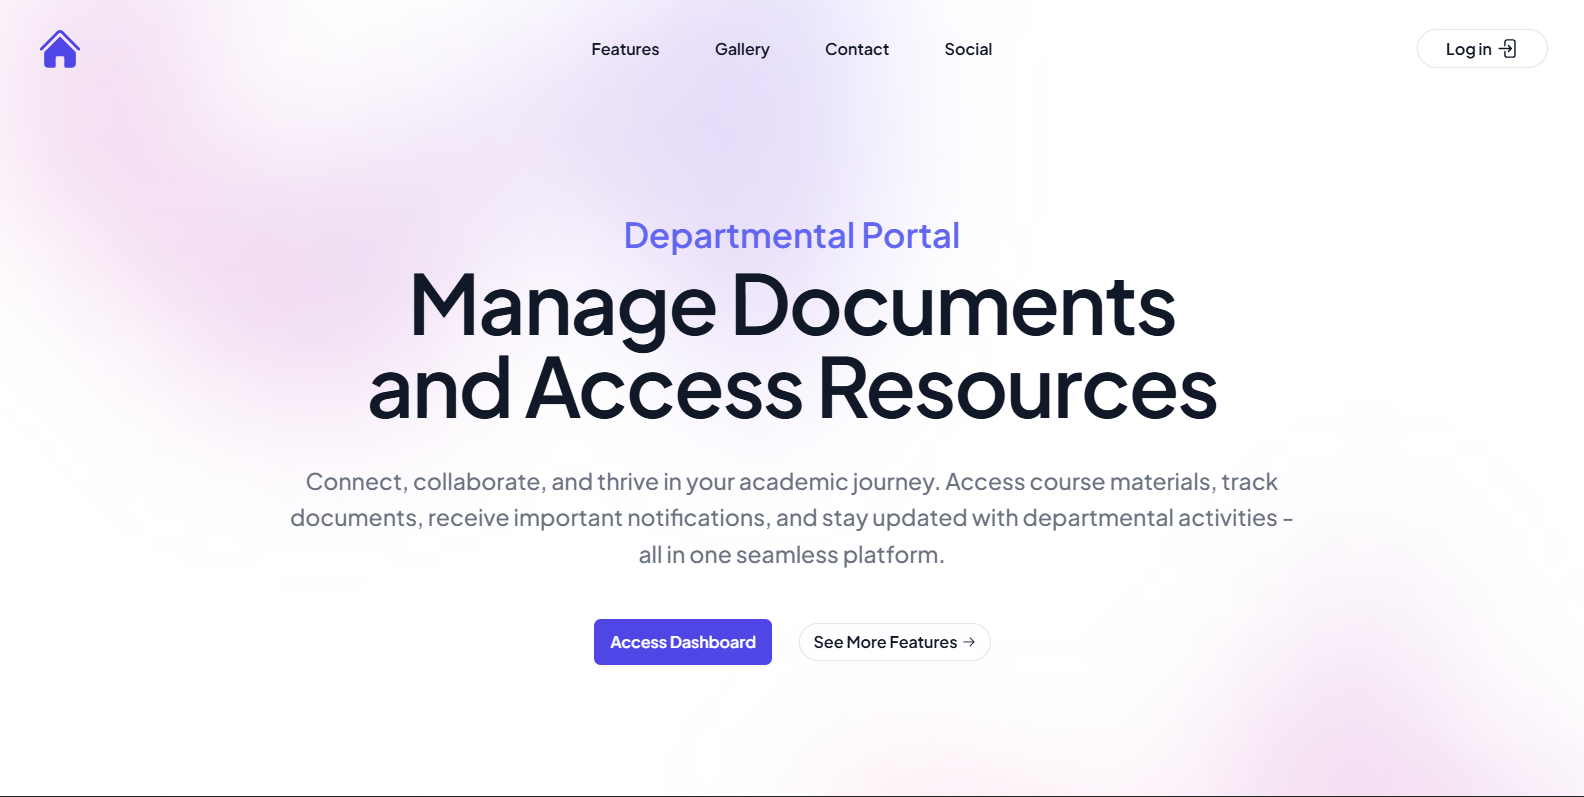 Features
Gallery
Contact
Social
Log in
Departmental Portal
Manage Documents
and Access Resources
Connect, collaborate, and thrive in your academic journey. Access course materials, track
documents, receive important notifications, and stay updated with departmental activities -
all in one seamless platform.
Access Dashboard
See More Features →